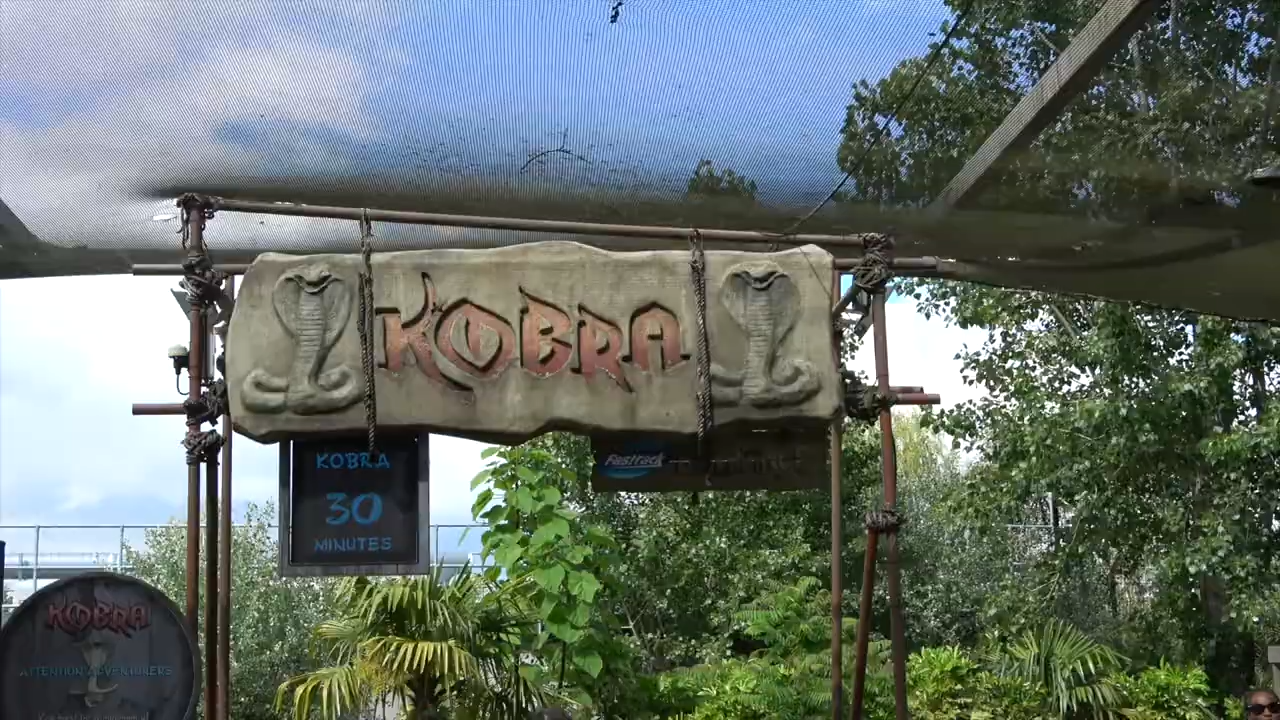 KOBRA
KOBRA
30
MINUTES
Fastrack
KOBRA
ATTENTION ADVENTURERS